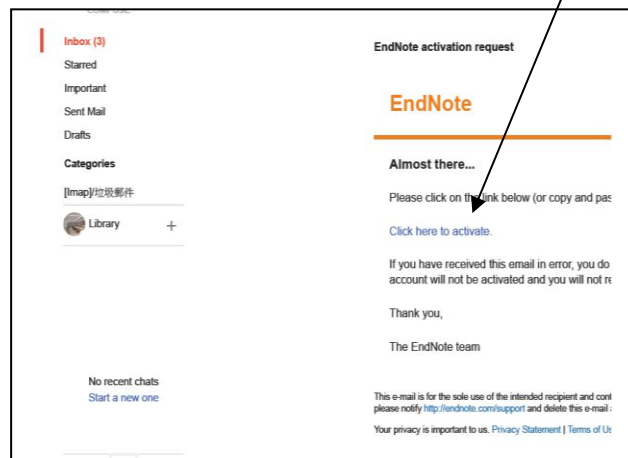 Inbox (3)
Starred
Important
Sent Mail
Drafts
Categories
[Imap]/垃圾郵件
Library +
No recent chats
Start a new one
EndNote activation request
EndNote
Almost there...
Please click on the link below (or copy and pas
Click here to activate.
If you have received this email in error, you do
account will not be activated and you will not re
Thank you,
The EndNote team
This e-mail is for the sole use of the intended recipient and cont
please notify http://endnote.com/support and delete this e-mail
Your privacy is important to us. Privacy Statement | Terms of Us